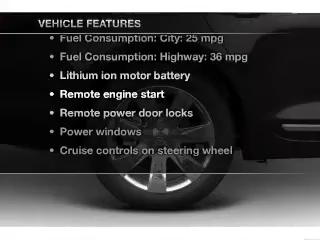 VEHICLE FEATURES
• Fuel Consumption: City: 25 mpg
• Fuel Consumption: Highway: 36 mpg
• Lithium ion motor battery
• Remote engine start
• Remote power door locks
• Power windows
• Cruise controls on steering wheel